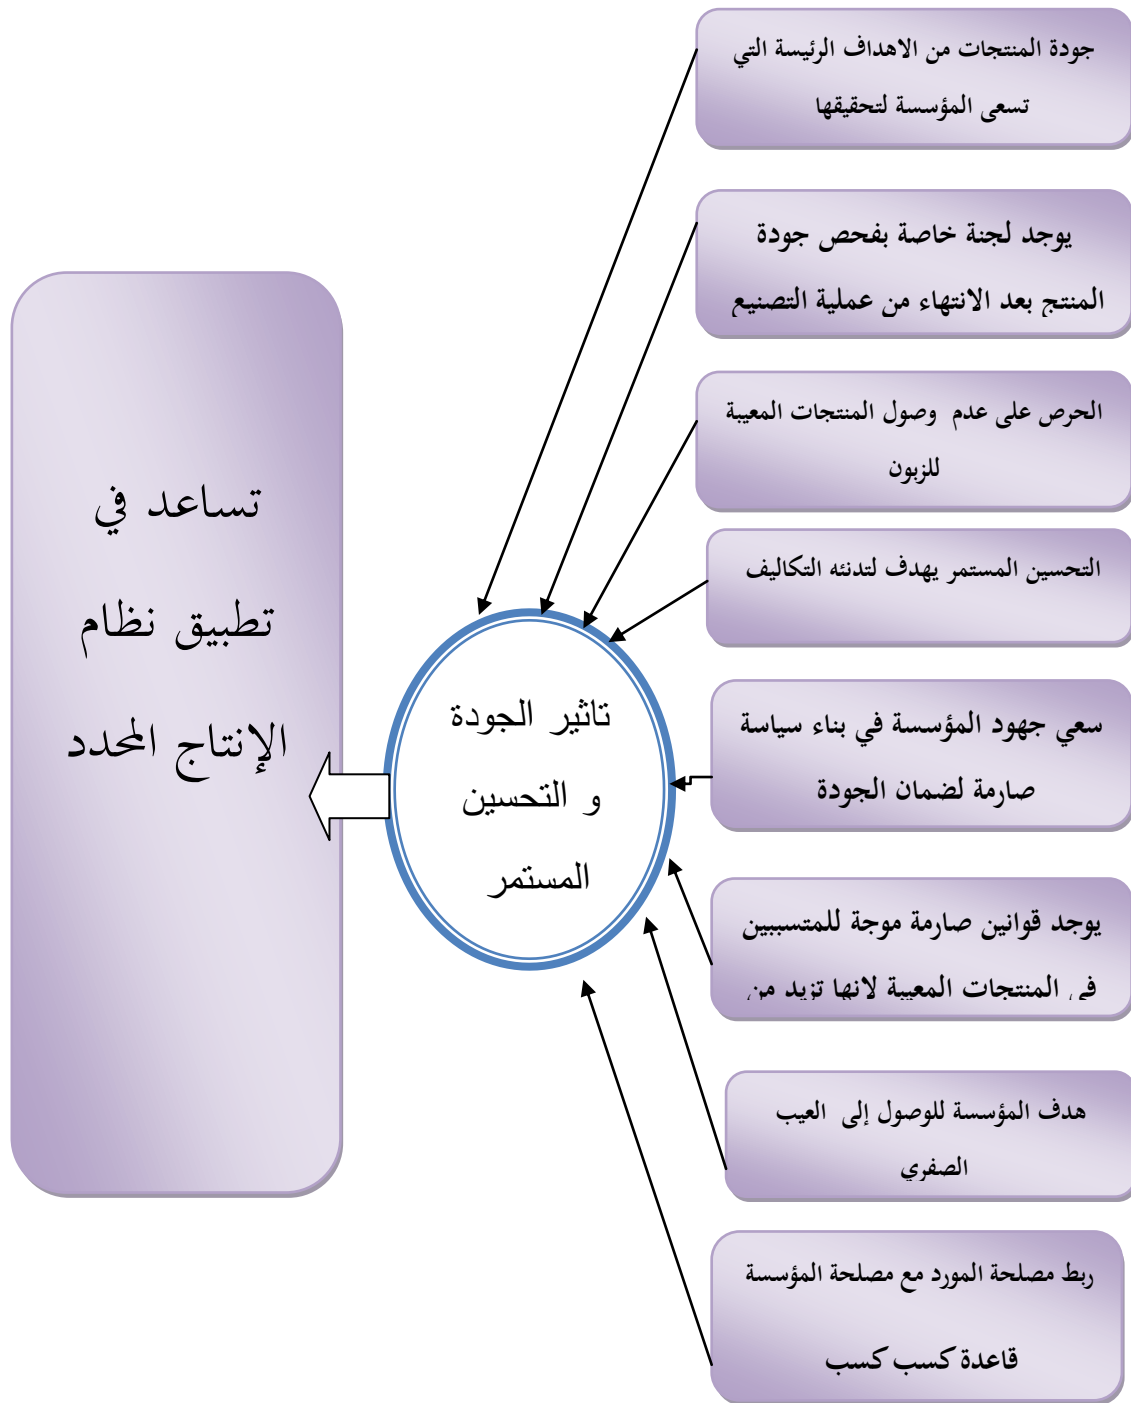 جودة المنتجات من الاهداف الرئيسة التي
تسعى المؤسسة لتحقيقها
يوجد لجنة خاصة بفحص جودة
المنتج بعد الانتهاء من عملية التصنيع
الحرص على عدم وصول المنتجات المعيبة
للزبون
التحسين المستمر يهدف لتدنئه التكاليف
سعي جهود المؤسسة في بناء سياسة
صارمة لضمان الجودة
يوجد قوانين صارمة موجة للمتسببين
في المنتجات المعيبة لانها تزيد من
هدف المؤسسة للوصول إلى العيب
الصفري
ربط مصلحة المورد مع مصلحة المؤسسة
قاعدة كسب كسب
تاثير الجودة
و التحسين
المستمر
تساعد في
تطبيق نظام
الإنتاج المحدد